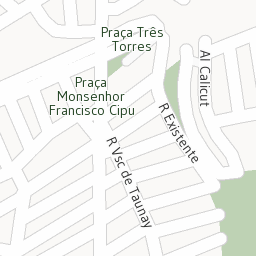 Praça Três
Torres
Praça
Monsenhor
Francisco Cipu
Al Calicut
R Existente
R Vsc de Taunay